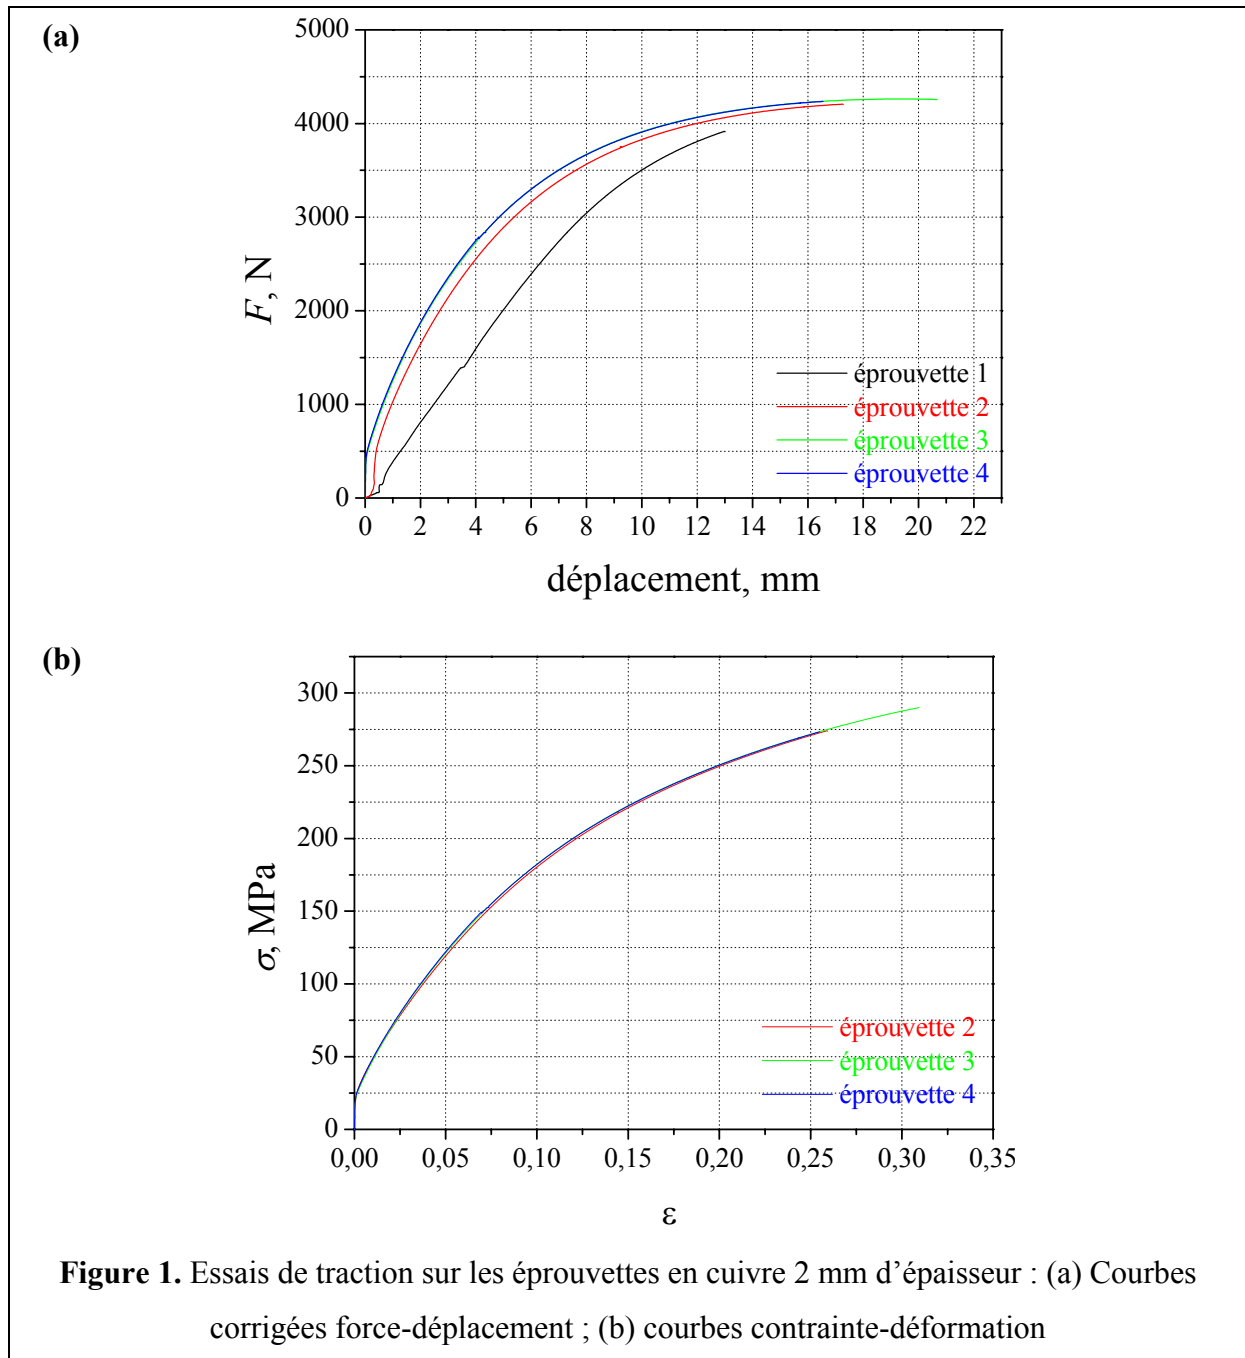 (a)
5000
4000
3000
2000
1000
0
F, N
éprouvette 1
éprouvette 2
éprouvette 3
éprouvette 4
0 2 4 6 8 10 12 14 16 18 20 22
déplacement, mm
(b)
300
250
200
150
100
50
0
σ, MPa
éprouvette 2
éprouvette 3
éprouvette 4
0,00 0,05 0,10 0,15 0,20 0,25 0,30 0,35
ε
Figure 1. Essais de traction sur les éprouvettes en cuivre 2 mm d’épaisseur : (a) Courbes
corrigées force-déplacement ; (b) courbes contrainte-déformation